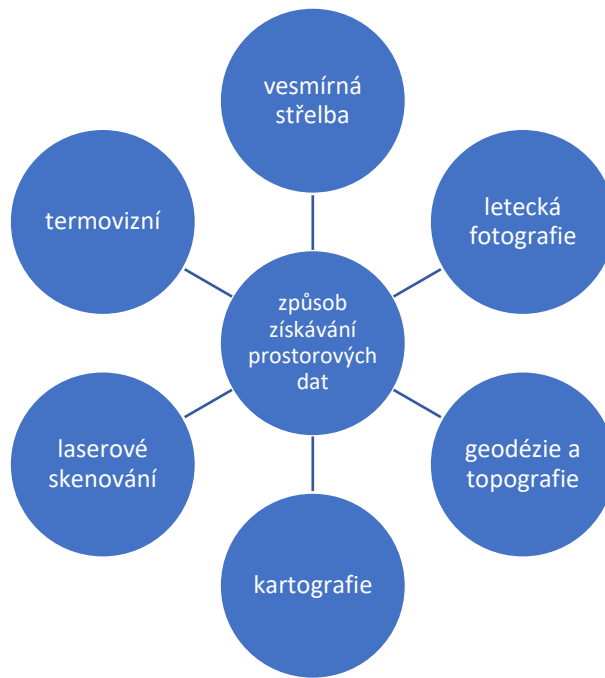 vesmírná
střelba
termovizní
letecká
fotografie
způsob
získávání
prostorových
dat
laserové
skenování
geodézie a
topografie
kartografie